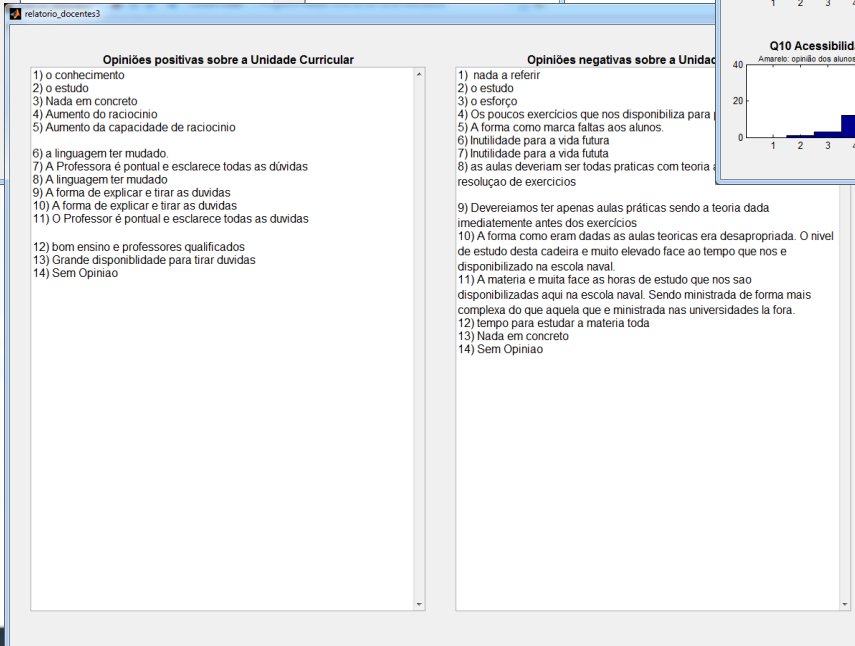 relatorio_docentes3
Opiniões positivas sobre a Unidade Curricular
1) o conhecimento
2) o estudo
3) Nada em concreto
4) Aumento do raciocinio
5) Aumento da capacidade de raciocinio
6) a linguagem ter mudado.
7) A Professora é pontual e esclarece todas as dúvidas
8) A linguagem ter mudado
9) A forma de explicar e tirar as duvidas
10) A forma de explicar e tirar as duvidas
11) O Professor é pontual e esclarece todas as duvidas
12) bom ensino e professores qualificados
13) Grande disponiblidade para tirar duvidas
14) Sem Opiniao
Opiniões negativas sobre a Unidad
1) nada a referir
2) o estudo
3) o esforço
4) Os poucos exercícios que nos disponibiliza para
5) A forma como marca faltas aos alunos.
6) Inutilidade para a vida futura
7) Inutilidade para a vida fututa
8) as aulas deveriam ser todas praticas com teoria
resoluçao de exercicios
9) Devereiamos ter apenas aulas práticas sendo a teoria dada
imediatamente antes dos exercícios
10) A forma como eram dadas as aulas teoricas era desapropriada. O nivel
de estudo desta cadeira e muito elevado face ao tempo que nos e
disponibilizado na escola naval.
11) A materia e muita face as horas de estudo que nos sao
disponibilizadas aqui na escola naval. Sendo ministrada de forma mais
complexa do que aquela que e ministrada nas universidades la fora.
12) tempo para estudar a materia toda
13) Nada em concreto
14) Sem Opiniao
1 2 3 4
Q10 Acessibilid
Amarelo: opinião dos alunos
40
20
0
1 2 3 4